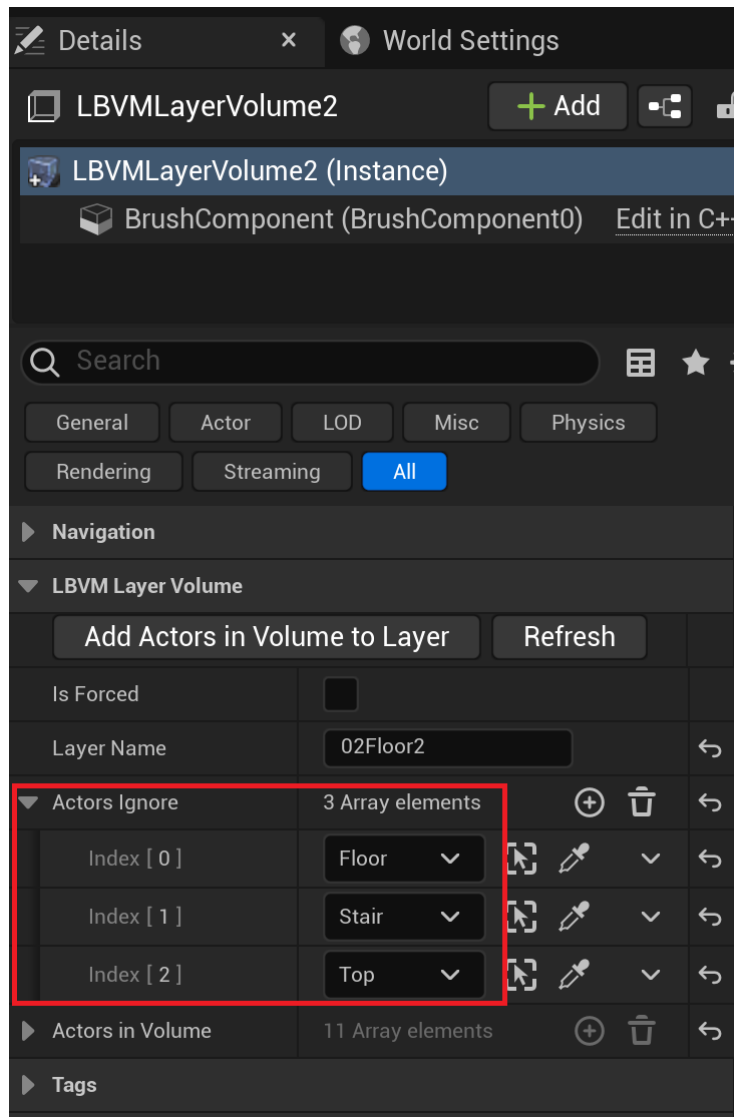 Details × World Settings
LBVMLayerVolume2 + Add
LBVMLayerVolume2 (Instance)
BrushComponent (BrushComponent0) Edit in C+
Search
General Actor LOD Misc Physics
Rendering Streaming All
Navigation
LBVM Layer Volume
Add Actors in Volume to Layer Refresh
Is Forced
Layer Name 02Floor2
Actors Ignore 3 Array elements
Index [ 0 ] Floor
Index [ 1 ] Stair
Index [ 2 ] Top
Actors in Volume 11 Array elements
Tags